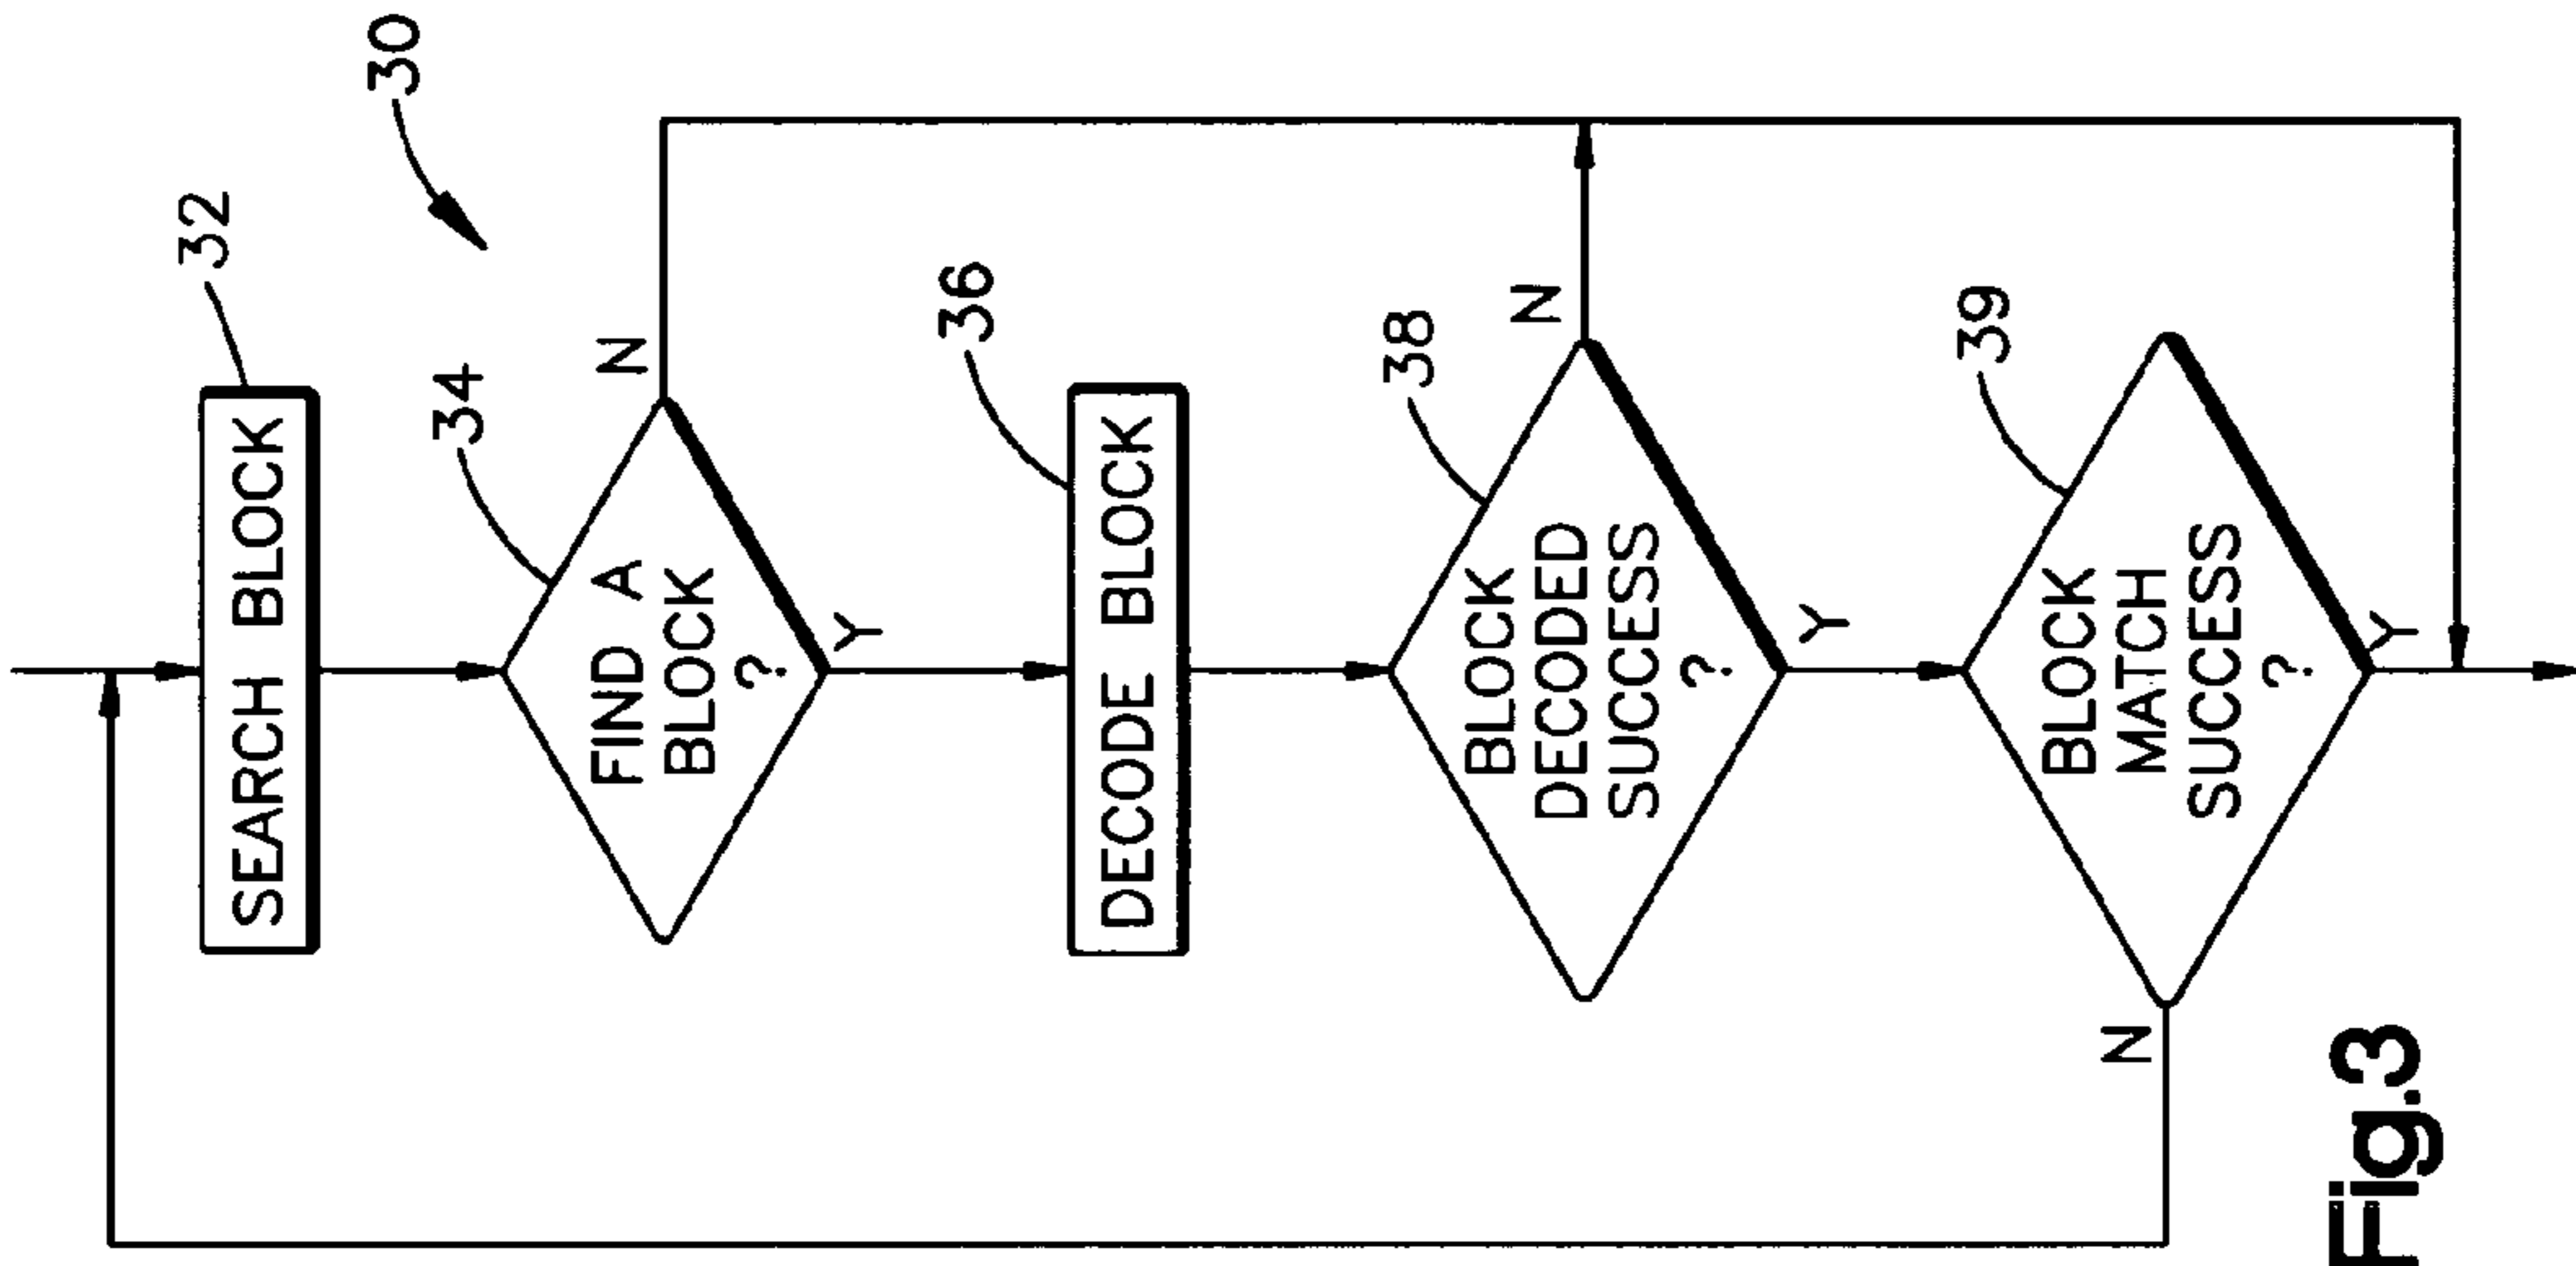 30
SEARCH BLOCK
32
FIND A
BLOCK
?
34
N
Y
DECODE BLOCK
36
BLOCK
DECODED
SUCCESS
?
38
N
Y
BLOCK
MATCH
SUCCESS
?
39
N
Y
Fig.3